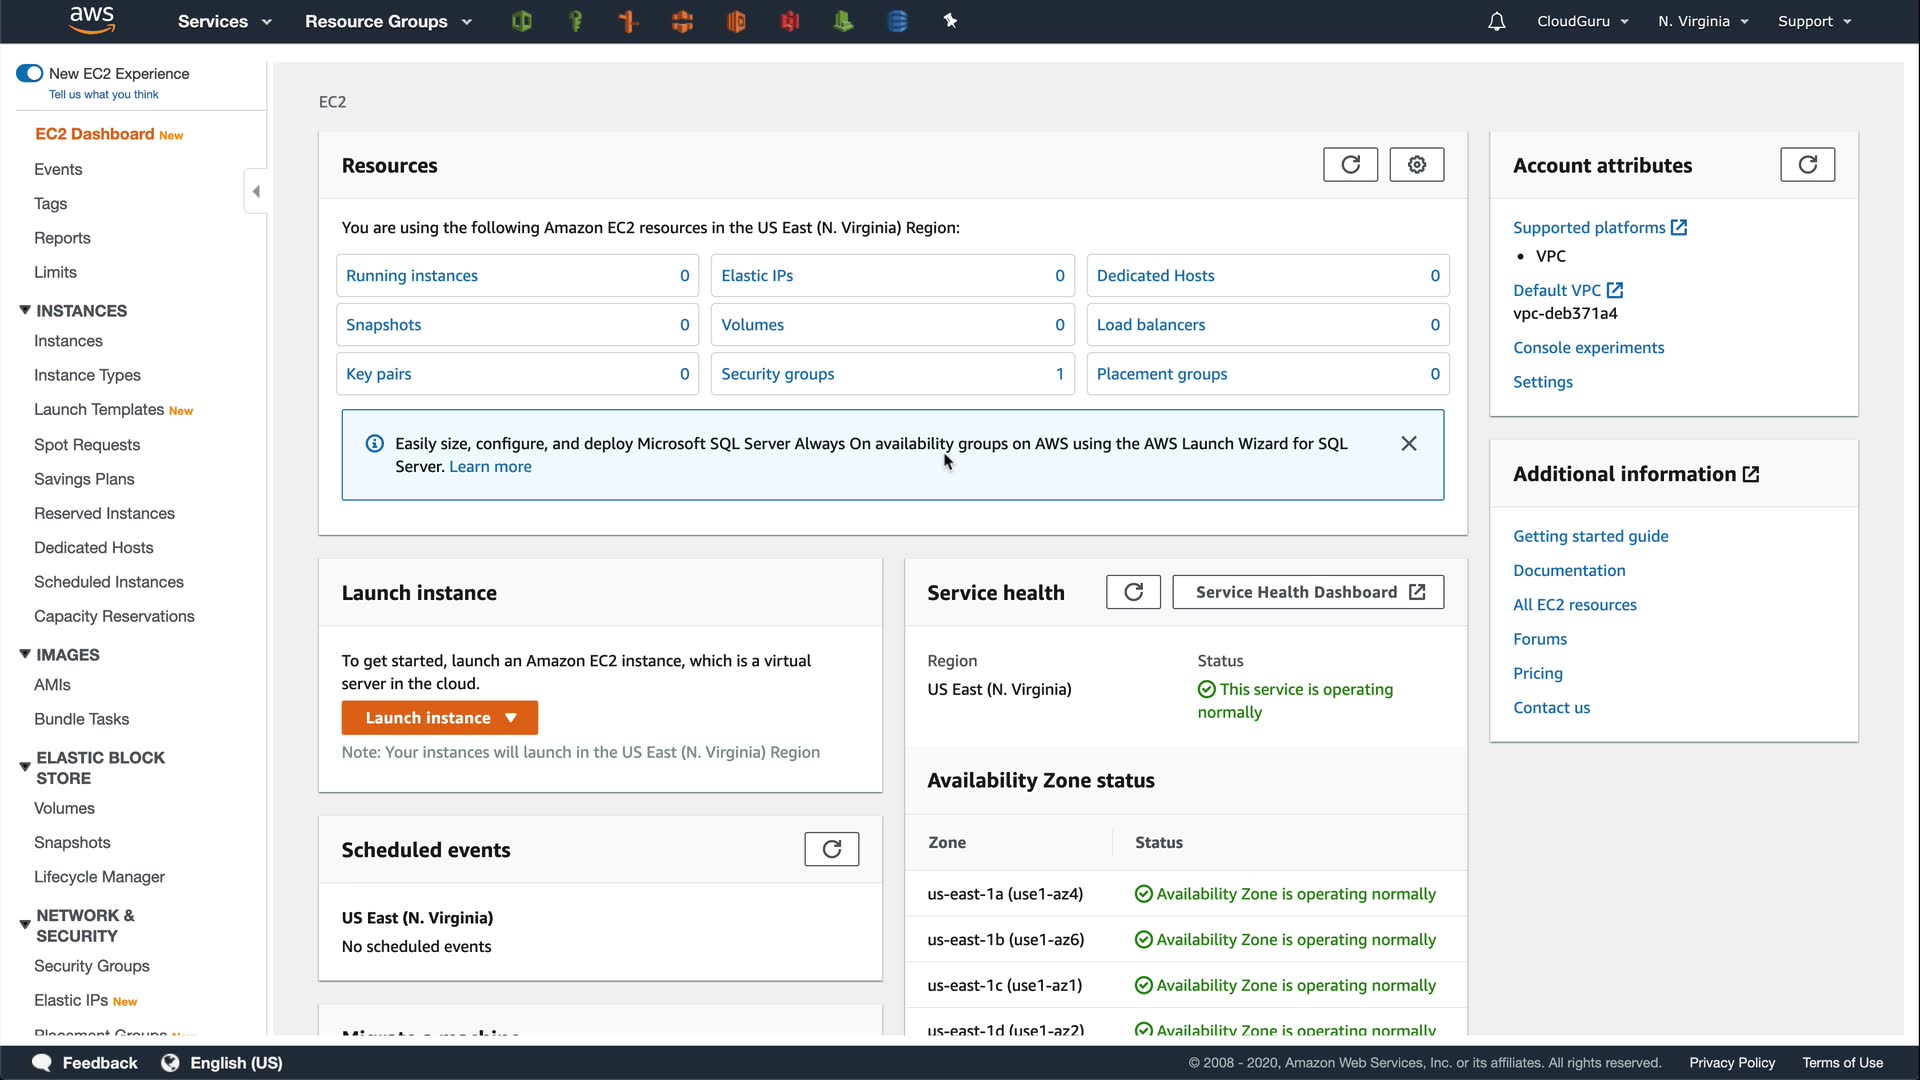 aws
Services
Resource Groups
CloudGuru
N. Virginia
Support
New EC2 Experience
Tell us what you think
EC2 Dashboard New
Events
Tags
Reports
Limits
INSTANCES
Instances
Instance Types
Launch Templates New
Spot Requests
Savings Plans
Reserved Instances
Dedicated Hosts
Scheduled Instances
Capacity Reservations
IMAGES
AMIs
Bundle Tasks
ELASTIC BLOCK
STORE
Volumes
Snapshots
Lifecycle Manager
NETWORK &
SECURITY
Security Groups
Elastic IPs New
Placement Groups New
EC2
Resources
You are using the following Amazon EC2 resources in the US East (N. Virginia) Region:
Running instances 0
Elastic IPs 0
Dedicated Hosts 0
Snapshots 0
Volumes 0
Load balancers 0
Key pairs 0
Security groups 1
Placement groups 0
Easily size, configure, and deploy Microsoft SQL Server Always On availability groups on AWS using the AWS Launch Wizard for SQL
Server. Learn more
Launch instance
To get started, launch an Amazon EC2 instance, which is a virtual
server in the cloud.
Launch instance
Note: Your instances will launch in the US East (N. Virginia) Region
Scheduled events
US East (N. Virginia)
No scheduled events
Migrate a machine
Service health
Service Health Dashboard
Region
US East (N. Virginia)
Status
This service is operating
normally
Availability Zone status
Zone Status
us-east-1a (use1-az4) Availability Zone is operating normally
us-east-1b (use1-az6) Availability Zone is operating normally
us-east-1c (use1-az1) Availability Zone is operating normally
us-east-1d (use1-az2) Availability Zone is operating normally
Account attributes
Supported platforms
• VPC
Default VPC
vpc-deb371a4
Console experiments
Settings
Additional information
Getting started guide
Documentation
All EC2 resources
Forums
Pricing
Contact us
Feedback
English (US)
© 2008 - 2020, Amazon Web Services, Inc. or its affiliates. All rights reserved.
Privacy Policy
Terms of Use